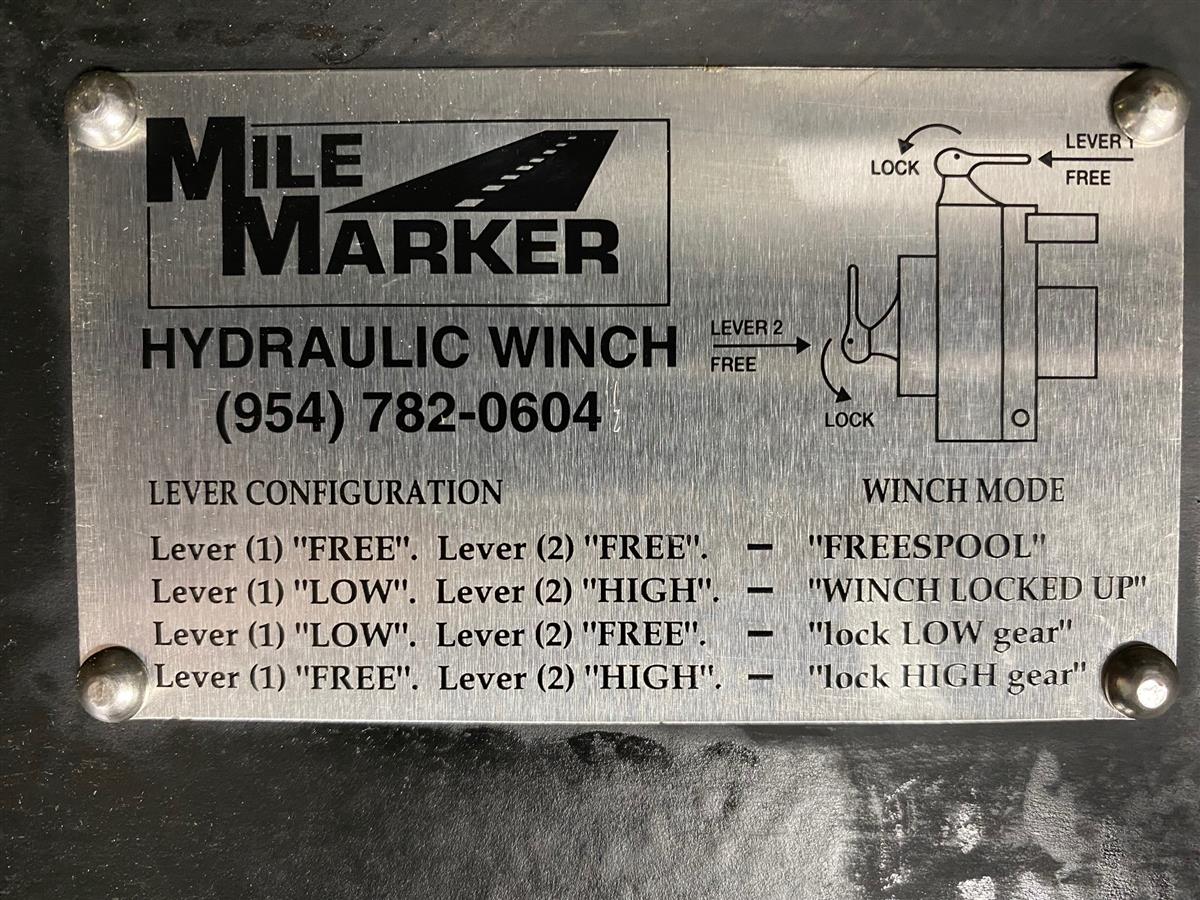 MILE
MARKER
HYDRAULIC WINCH
(954) 782-0604
LOCK
LEVER 1
FREE
LEVER 2
FREE
LOCK
LEVER CONFIGURATION WINCH MODE
Lever (1) "FREE". Lever (2) "FREE". – "FREESPOOL"
Lever (1) "LOW". Lever (2) "HIGH". – "WINCH LOCKED UP"
Lever (1) "LOW". Lever (2) "FREE". – "lock LOW gear"
Lever (1) "FREE". Lever (2) "HIGH". – "lock HIGH gear"